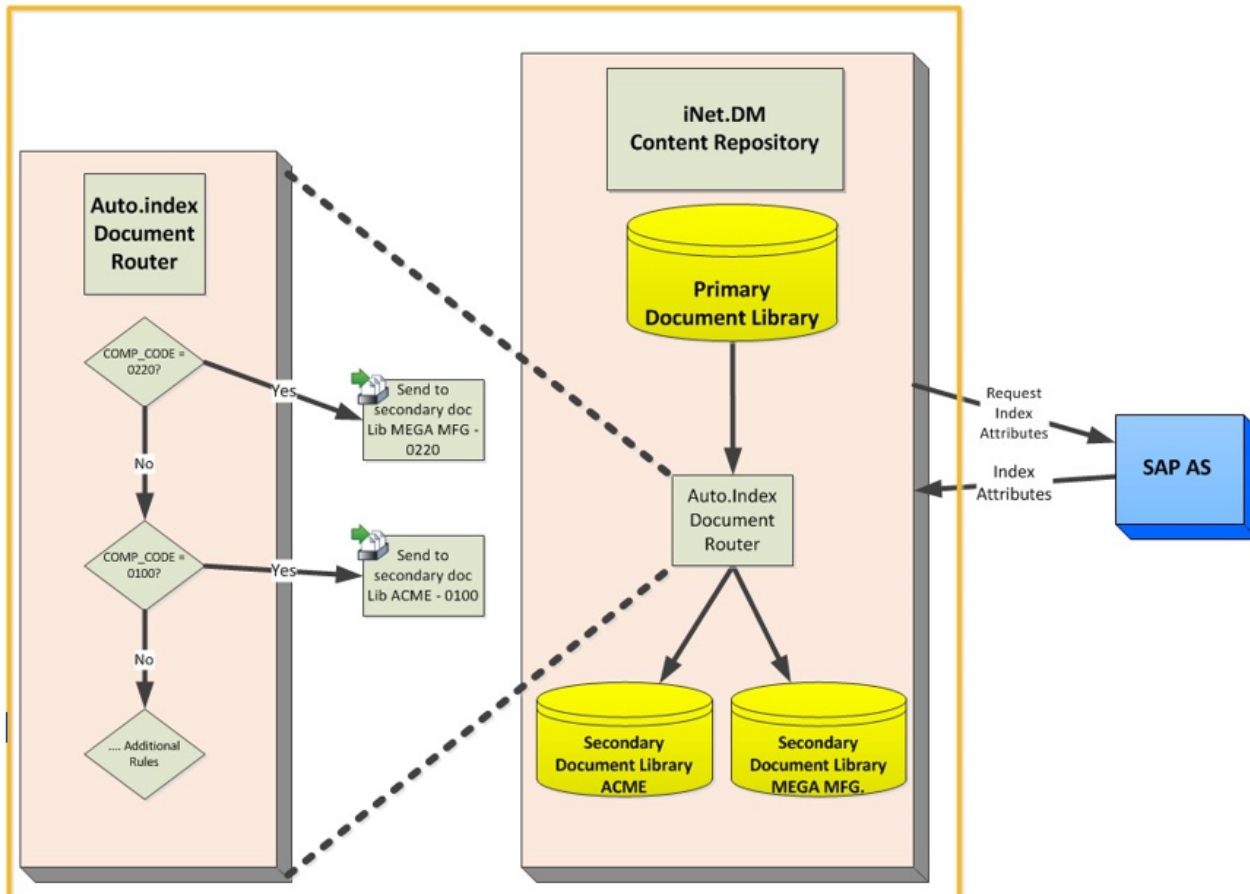 Auto.index
Document
Router
COMP_CODE =
0220?
Yes
Send to
secondary doc
Lib MEGA MFG -
0220
No
COMP_CODE =
0100?
Yes
Send to
secondary doc
Lib ACME - 0100
No
.... Additional
Rules
iNet.DM
Content Repository
Primary
Document Library
Auto.Index
Document
Router
Secondary
Document Library
ACME
Secondary
Document Library
MEGA MFG.
Request
Index
Attributes
Index
Attributes
SAP AS